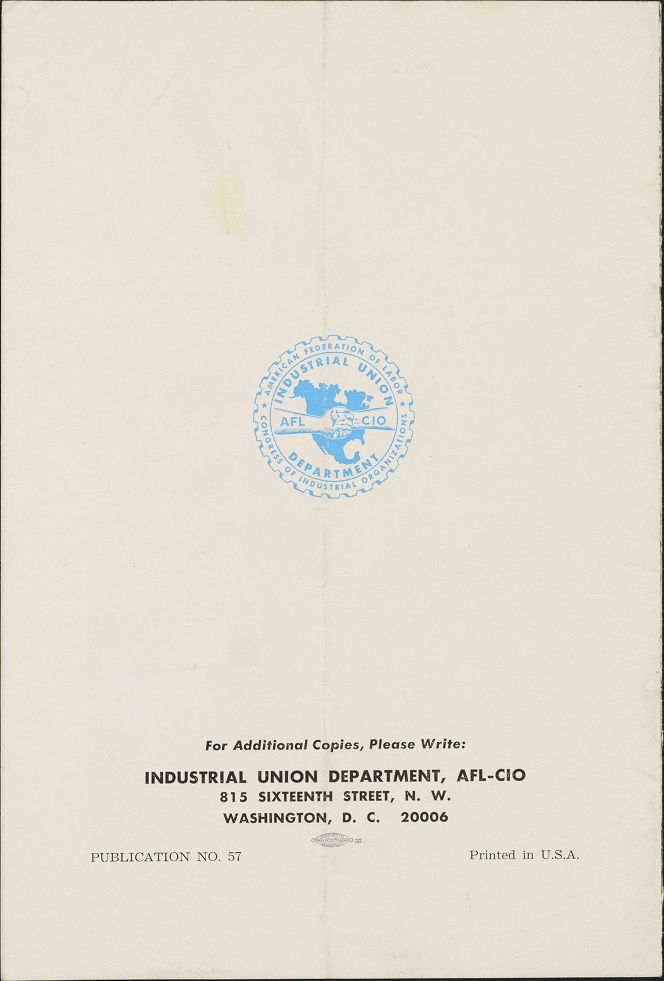 AMERICAN FEDERATION OF LABOR
INDUSTRIAL UNION
AFL CIO
DEPARTMENT
CONGRESS OF INDUSTRIAL ORGANIZATIONS
For Additional Copies, Please Write:
INDUSTRIAL UNION DEPARTMENT, AFL-CIO
815 SIXTEENTH STREET, N. W.
WASHINGTON, D. C. 20006
PUBLICATION NO. 57 Printed in U.S.A.